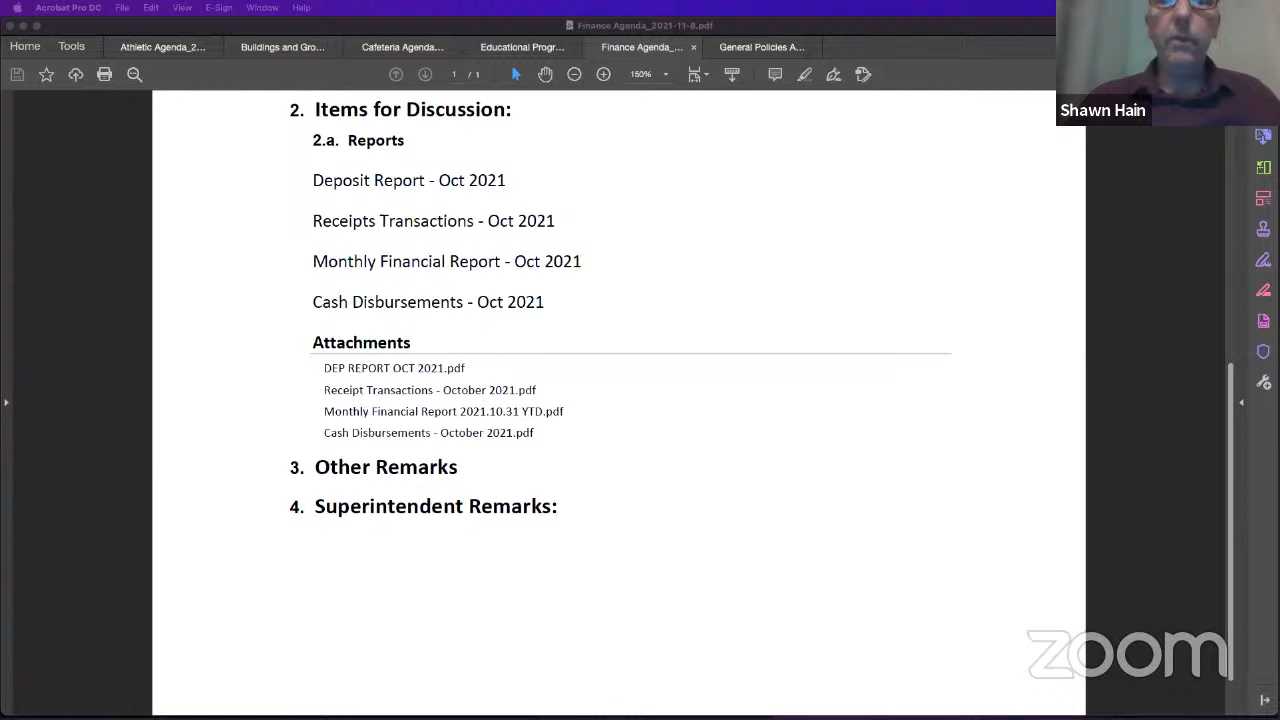 Acrobat Pro DC File Edit View E-Sign Window Help
Finance Agenda_2021-11-8.pdf
Home Tools Athletic Agenda_2... Buildings and Gro... Cafeteria Agenda... Educational Progr... Finance Agenda_... × General Policies A...
1 / 1 150%
Shawn Hain
2. Items for Discussion:
2.a. Reports
Deposit Report - Oct 2021
Receipts Transactions - Oct 2021
Monthly Financial Report - Oct 2021
Cash Disbursements - Oct 2021
Attachments
DEP REPORT OCT 2021.pdf
Receipt Transactions - October 2021.pdf
Monthly Financial Report 2021.10.31 YTD.pdf
Cash Disbursements - October 2021.pdf
3. Other Remarks
4. Superintendent Remarks:
zoom